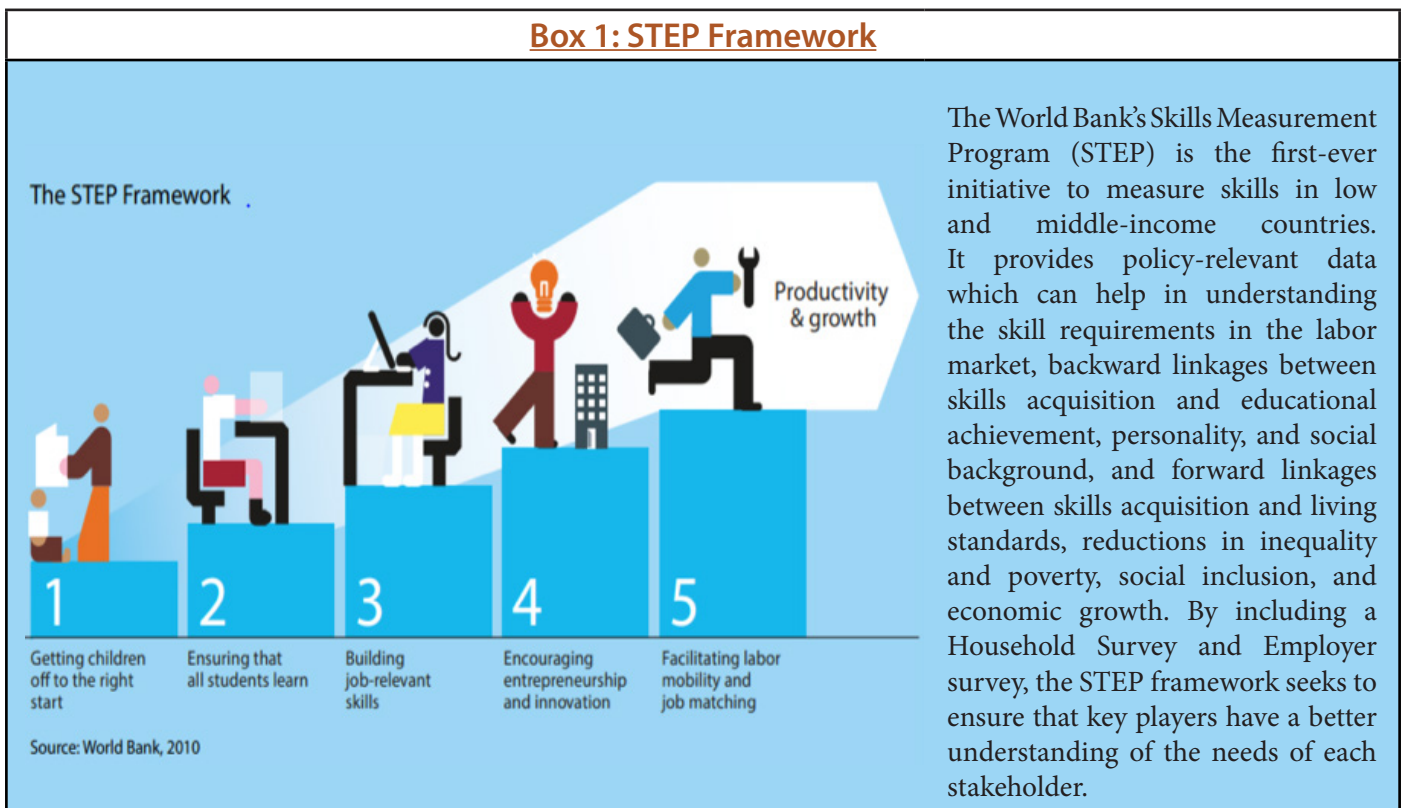 Box 1: STEP Framework
The STEP Framework .
Productivity
& growth
1
2
3
4
5
Getting children
off to the right
start
Ensuring that
all students learn
Building
job-relevant
skills
Encouraging
entrepreneurship
and innovation
Facilitating labor
mobility and
job matching
Source: World Bank, 2010
The World Bank's Skills Measurement
Program (STEP) is the first-ever
initiative to measure skills in low
and middle-income countries.
It provides policy-relevant data
which can help in understanding
the skill requirements in the labor
market, backward linkages between
skills acquisition and educational
achievement, personality, and social
background, and forward linkages
between skills acquisition and living
standards, reductions in inequality
and poverty, social inclusion, and
economic growth. By including a
Household Survey and Employer
survey, the STEP framework seeks to
ensure that key players have a better
understanding of the needs of each
stakeholder.